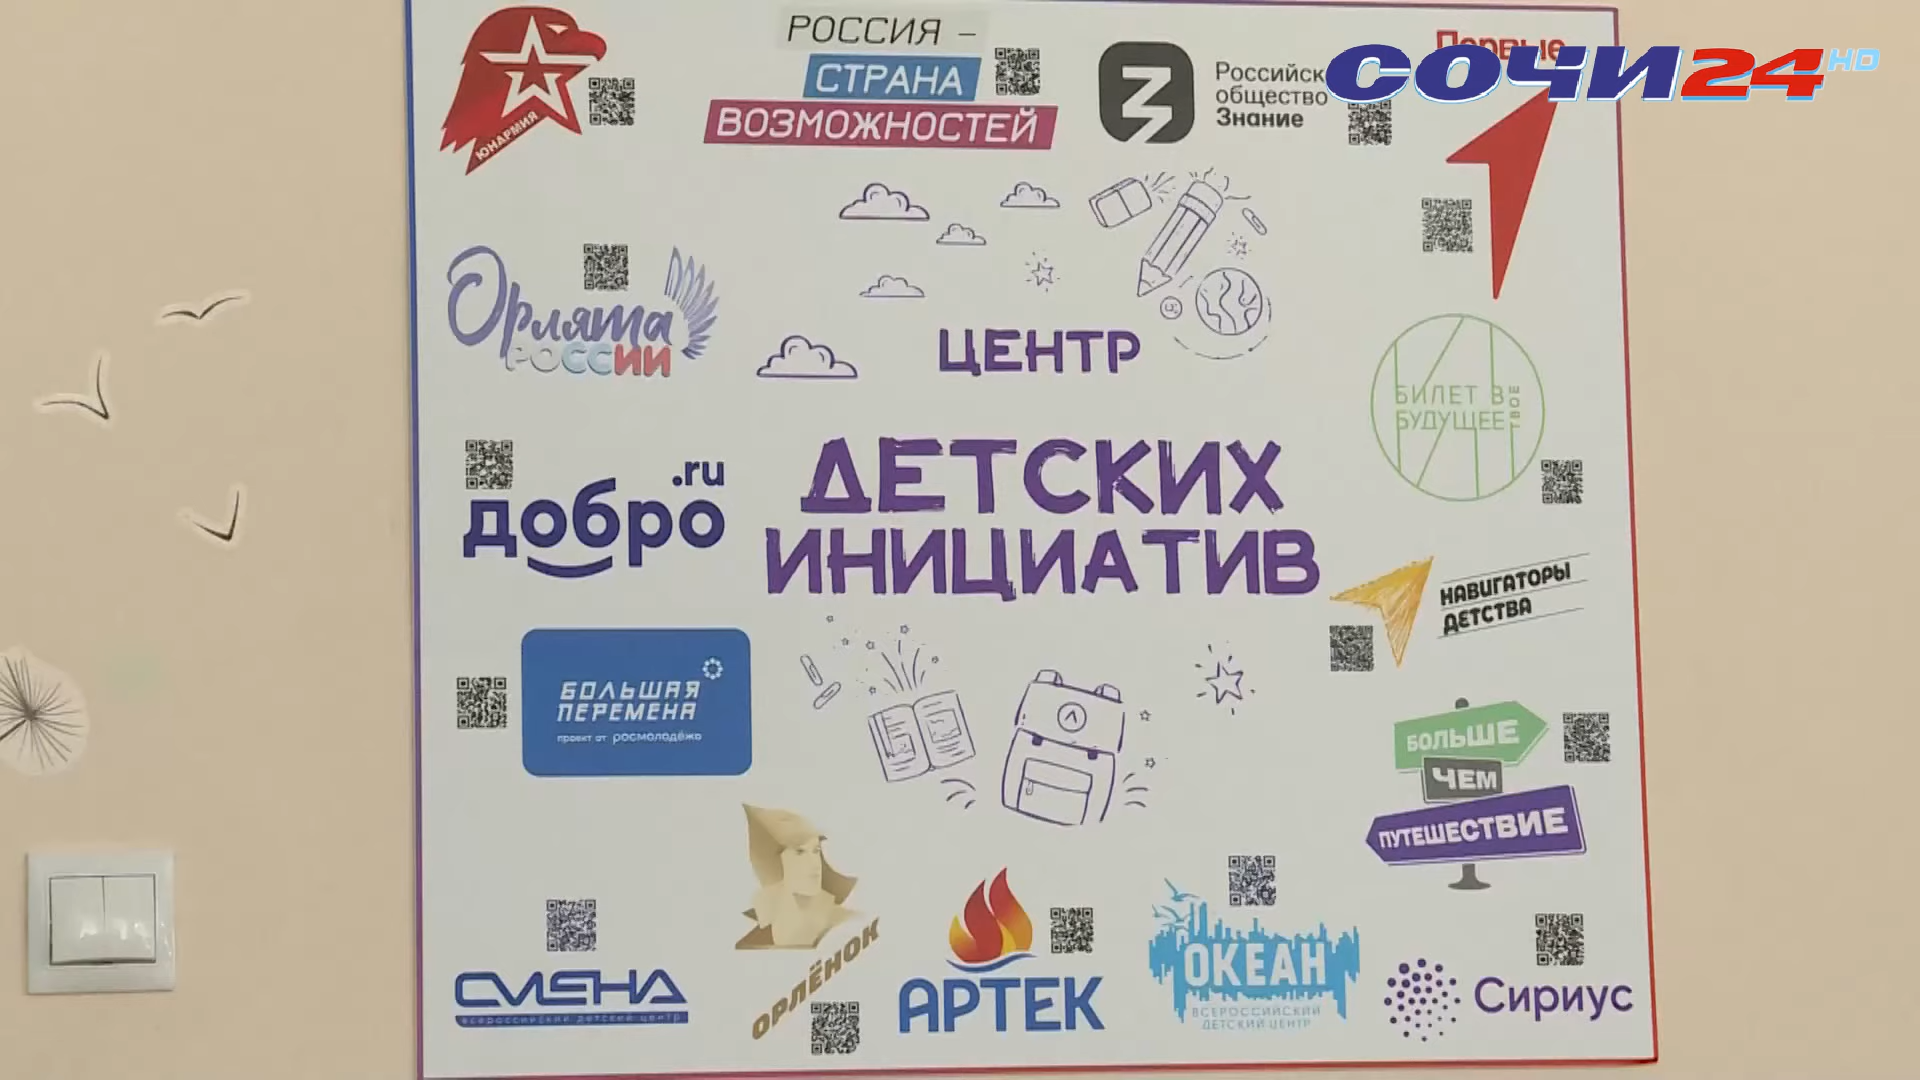 ЮНАРМИЯ
РОССИЯ –
СТРАНА
ВОЗМОЖНОСТЕЙ
Российск
общество
Знание
Первые
СОЧИ24 HD
Орлята
РОССИИ
ЦЕНТР
ДЕТСКИХ
ИНИЦИАТИВ
БИЛЕТ В
БУДУЩЕЕ
ТВОЕ
добро.ru
НАВИГАТОРЫ
ДЕТСТВА
БОЛЬШАЯ
ПЕРЕМЕНА
проект от росмолодёжь
БОЛЬШЕ
ЧЕМ
ПУТЕШЕСТВИЕ
СМЕНА
всероссийский детский центр
ОРЛЁНОК
АРТЕК
ОКЕАН
ВСЕРОССИЙСКИЙ
ДЕТСКИЙ ЦЕНТР
Сириус